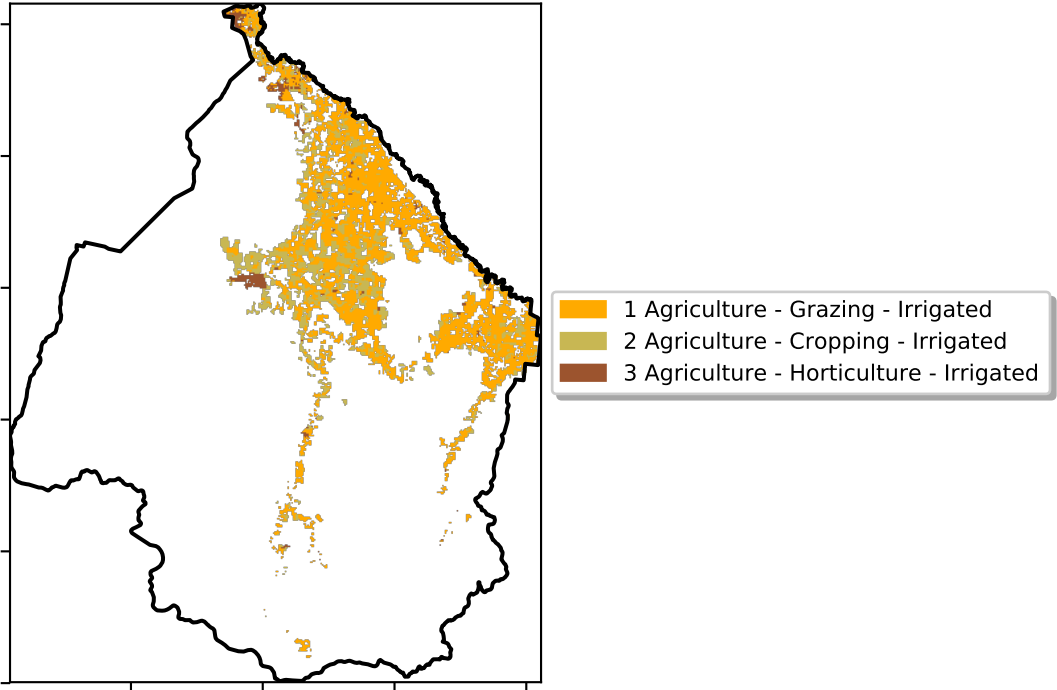 1 Agriculture - Grazing - Irrigated
2 Agriculture - Cropping - Irrigated
3 Agriculture - Horticulture - Irrigated